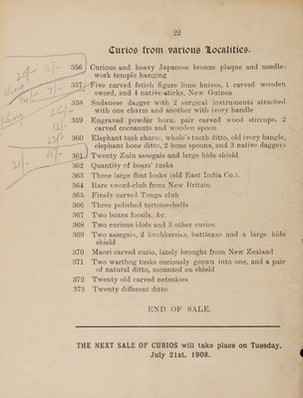 22
Curios from various Localities.
356 Curious and heavy Japanese bronze plaque and needle-
work temple hanging
357 Five carved fetish figure lime knives, 1 carved wooden
sword, and 4 native sticks, New Guinea
358 Sudanese dagger with 2 surgical instruments attached
with one charm and another with ivory handle
359 Engraved powder horn, pair carved wood stirrups, 2
carved cocoanuts and wooden spoon
360 Elephant tusk charm, whale's tooth ditto, old ivory bangle,
elephant bone ditto, 2 bone spoons, and 3 native daggers
361 Twenty Zulu assegais and large hide shield
362 Quantity of boars' tusks
363 Three large flint locks (old East India Co.)
364 Rare sword-club from New Britain
365 Finely carved Tonga club
366 Three polished tortoiseshells
367 Two boxes fossils, &c.
368 Two curious idols and 3 other curios
369 Two assegais, 2 knobkerries, battleaxe and a large hide
shield
370 Maori carved curio, lately brought from New Zealand
371 Two warthog tusks curiously grown into one, and a pair
of natural ditto, mounted on shield
372 Twenty old carved netsukies
373 Twenty different ditto
END OF SALE.
THE NEXT SALE OF CURIOS will take place on Tuesday,
July 21st, 1908.